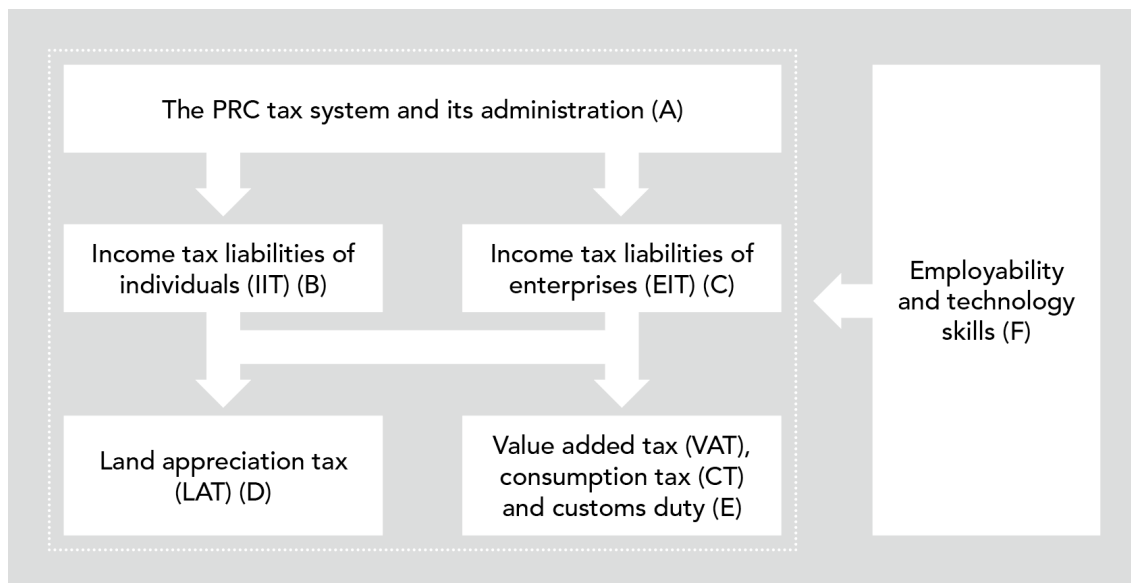 The PRC tax system and its administration (A)
Income tax liabilities of
individuals (IIT) (B)
Income tax liabilities of
enterprises (EIT) (C)
Employability
and technology
skills (F)
Land appreciation tax
(LAT) (D)
Value added tax (VAT),
consumption tax (CT)
and customs duty (E)